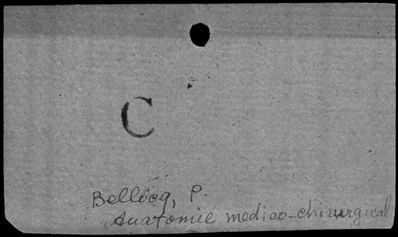 C
Bellocq, P.
Anatomie medico-chirurgical